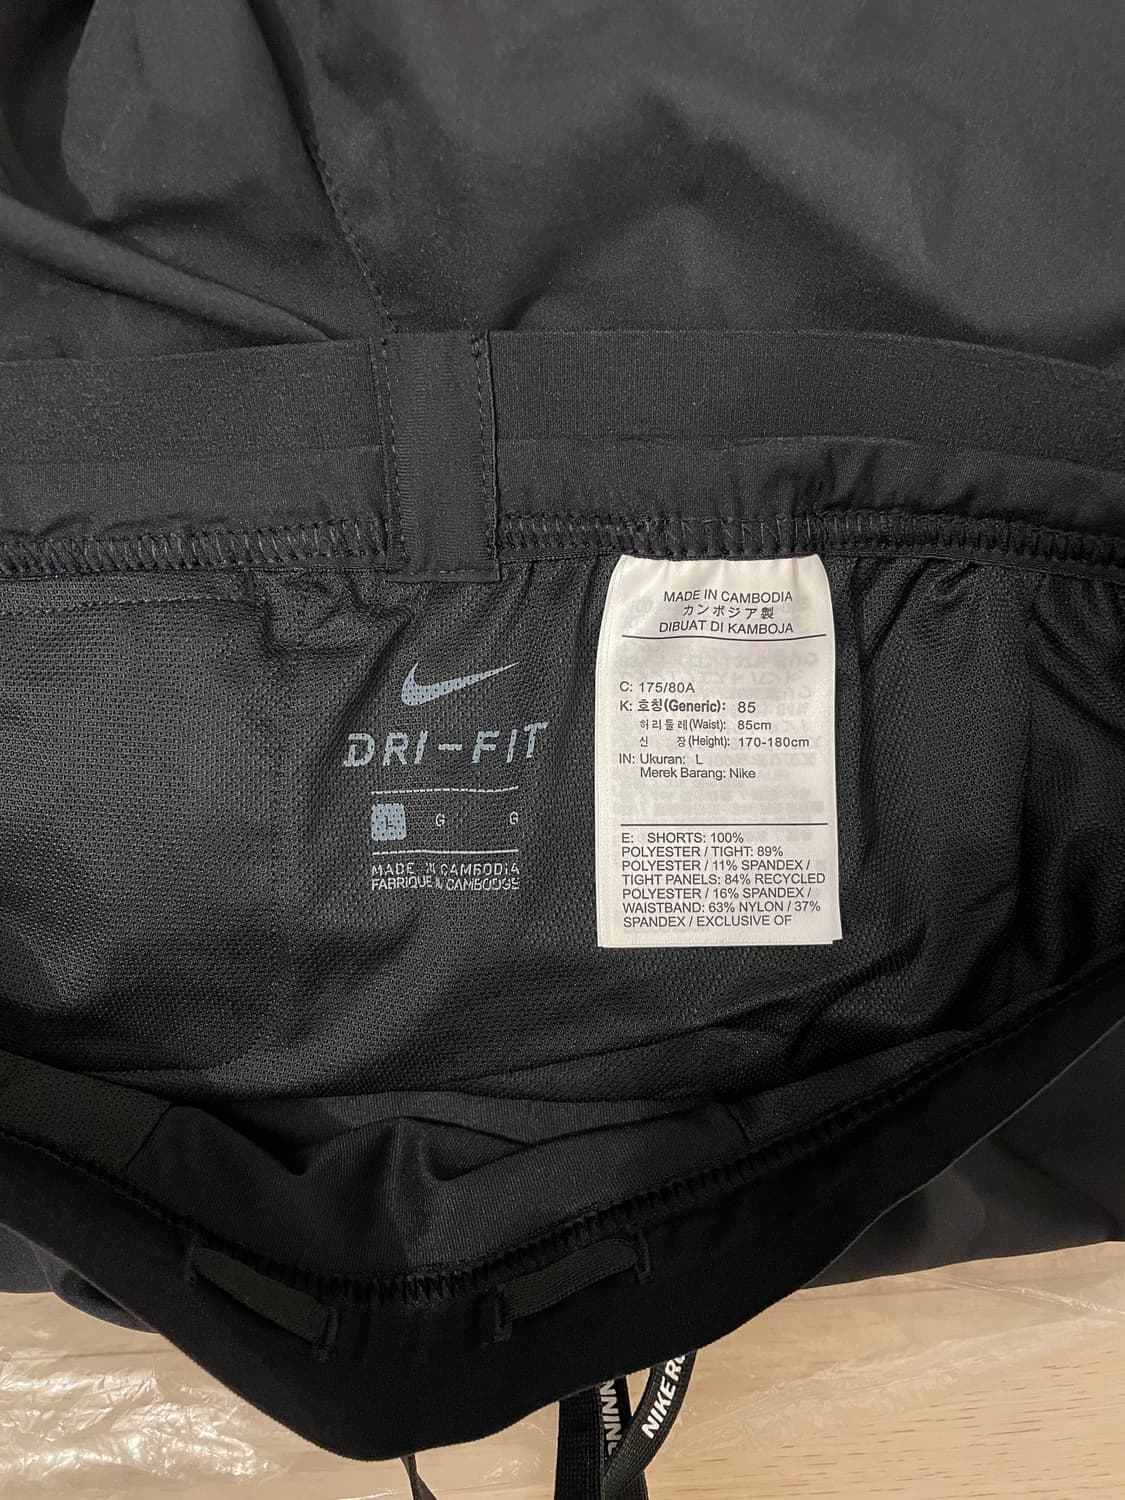 MADE IN CAMBODIA
カンボジア製
DIBUAT DI KAMBOJA
C: 175/80A
K: 호칭(Generic): 85
허리둘레(Waist): 85cm
신 장(Height): 170-180cm
IN: Ukuran: L
Merek Barang: Nike
E: SHORTS: 100%
POLYESTER / TIGHT: 89%
POLYESTER / 11% SPANDEX /
TIGHT PANELS: 84% RECYCLED
POLYESTER / 16% SPANDEX /
WAISTBAND: 63% NYLON / 37%
SPANDEX / EXCLUSIVE OF
DRI-FIT
L G G
MADE IN CAMBODIA
FABRIQUE AU CAMBODGE
NIKE RU
NNING